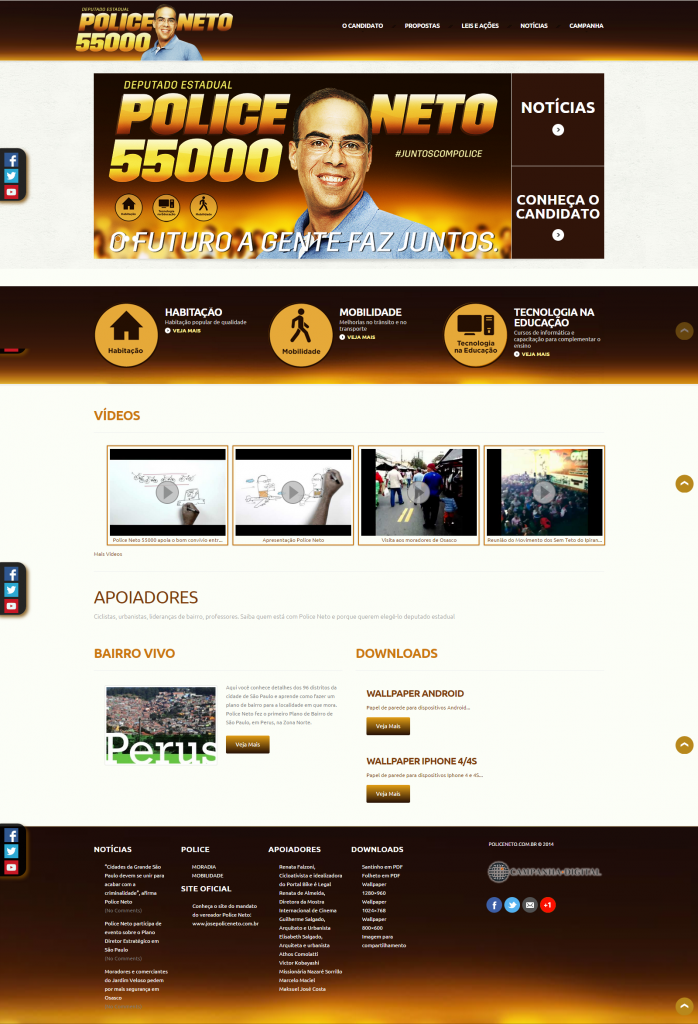 DEPUTADO ESTADUAL
POLICE NETO
55000
O CANDIDATO PROPOSTAS LEIS E AÇÕES NOTÍCIAS CAMPANHA
DEPUTADO ESTADUAL
POLICE NETO
55000
#JUNTOSCOMPOLICE
Habitação
Tecnologia na Educação
Mobilidade
O FUTURO A GENTE FAZ JUNTOS.
NOTÍCIAS
CONHEÇA O
CANDIDATO
Habitação
HABITAÇÃO
Habitação popular de qualidade
VEJA MAIS
Mobilidade
MOBILIDADE
Melhorias no trânsito e no
transporte
VEJA MAIS
Tecnologia
na Educação
TECNOLOGIA NA
EDUCAÇÃO
Cursos de informática e
capacitação para complementar o
ensino
VEJA MAIS
VÍDEOS
Police Neto 55000 apoia o bom convívio entr...
Apresentação Police Neto
Visita aos moradores de Osasco
Reunião do Movimento dos Sem Teto do Ipiran...
Mais Vídeos
APOIADORES
Ciclistas, urbanistas, lideranças de bairro, professores. Saiba quem está com Police Neto e porque querem elegê-lo deputado estadual
BAIRRO VIVO
Perus
Aqui você conhece detalhes dos 96 distritos da
cidade de São Paulo e aprende como fazer um
plano de bairro para a localidade em que mora.
Police Neto fez o primeiro Plano de Bairro de
São Paulo, em Perus, na Zona Norte.
Veja Mais
DOWNLOADS
WALLPAPER ANDROID
Papel de parede para dispositivos Android...
Veja Mais
WALLPAPER IPHONE 4/4S
Papel de parede para dispositivos Iphone 4 e 4S...
Veja Mais
NOTÍCIAS
"Cidades da Grande São
Paulo devem se unir para
acabar com a
criminalidade", afirma
Police Neto
(No Comments)
Police Neto participa de
evento sobre o Plano
Diretor Estratégico em
São Paulo
(No Comments)
Moradores e comerciantes
do Jardim Veloso pedem
por mais segurança em
Osasco
POLICE
MORADIA
MOBILIDADE
SITE OFICIAL
Conheça o site do mandato
do vereador Police Neto:
www.josepoliceneto.com.br
APOIADORES
Renata Falzoni,
Cicloativista e idealizadora
do Portal Bike é Legal
Renata de Almeida,
Diretora da Mostra
Internacional de Cinema
Guilherme Salgado,
Arquiteto e Urbanista
Elisabeth Salgado,
Arquiteta e urbanista
Athos Comolatti
Victor Kobayashi
Missionária Nazaré Sorrilla
Marcelo Maciel
Maksuel José Costa
DOWNLOADS
Santinho em PDF
Folheto em PDF
Wallpaper
1280×960
Wallpaper
1024×768
Wallpaper
800×600
Imagem para
compartilhamento
POLICENETO.COM.BR © 2014
CAMPANHA DIGITAL
+1